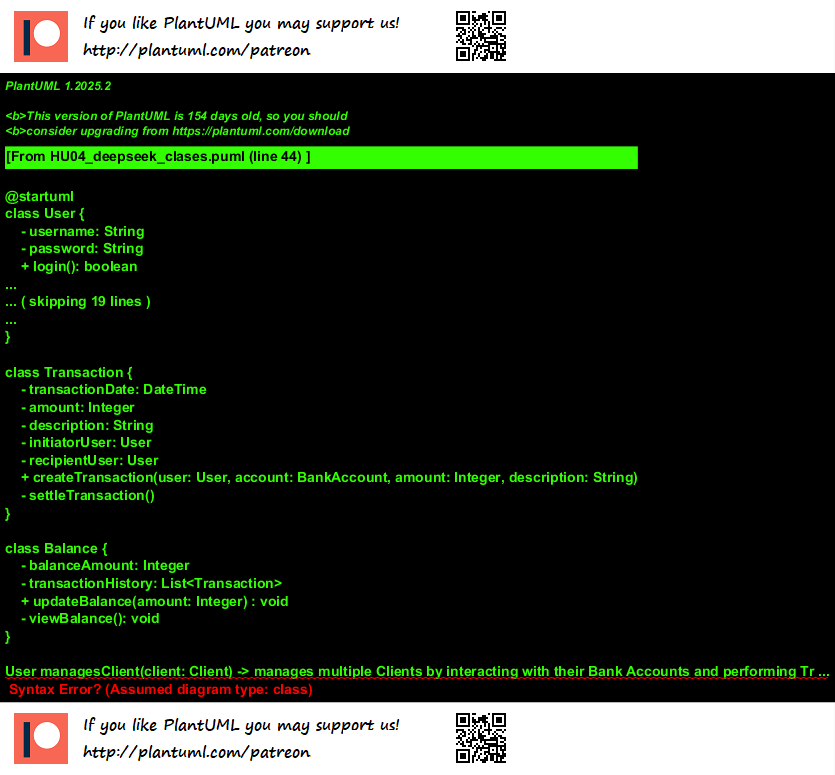 If you like PlantUML you may support us!
http://plantuml.com/patreon
PlantUML 1.2025.2
<b>This version of PlantUML is 154 days old, so you should
<b>consider upgrading from https://plantuml.com/download
[From HU04_deepseek_clases.puml (line 44) ]
@startuml
class User {
- username: String
- password: String
+ login(): boolean
...
... ( skipping 19 lines )
...
}
class Transaction {
- transactionDate: DateTime
- amount: Integer
- description: String
- initiatorUser: User
- recipientUser: User
+ createTransaction(user: User, account: BankAccount, amount: Integer, description: String)
- settleTransaction()
}
class Balance {
- balanceAmount: Integer
- transactionHistory: List<Transaction>
+ updateBalance(amount: Integer) : void
- viewBalance(): void
}
User managesClient(client: Client) -> manages multiple Clients by interacting with their Bank Accounts and performing Tr ...
Syntax Error? (Assumed diagram type: class)
If you like PlantUML you may support us!
http://plantuml.com/patreon